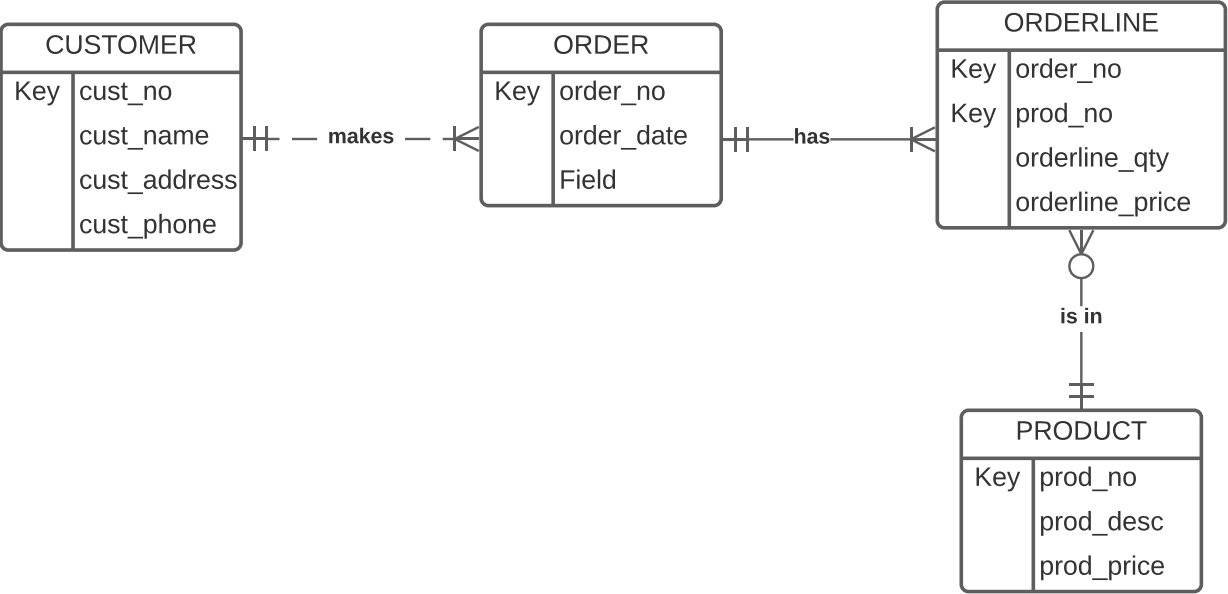 CUSTOMER
Key cust_no
cust_name
cust_address
cust_phone
makes
ORDER
Key order_no
order_date
Field
has
ORDERLINE
Key order_no
Key prod_no
orderline_qty
orderline_price
is in
PRODUCT
Key prod_no
prod_desc
prod_price